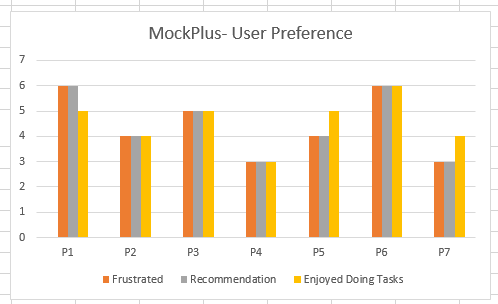 MockPlus- User Preference
7
6
5
4
3
2
1
0
P1 P2 P3 P4 P5 P6 P7
Frustrated Recommendation Enjoyed Doing Tasks